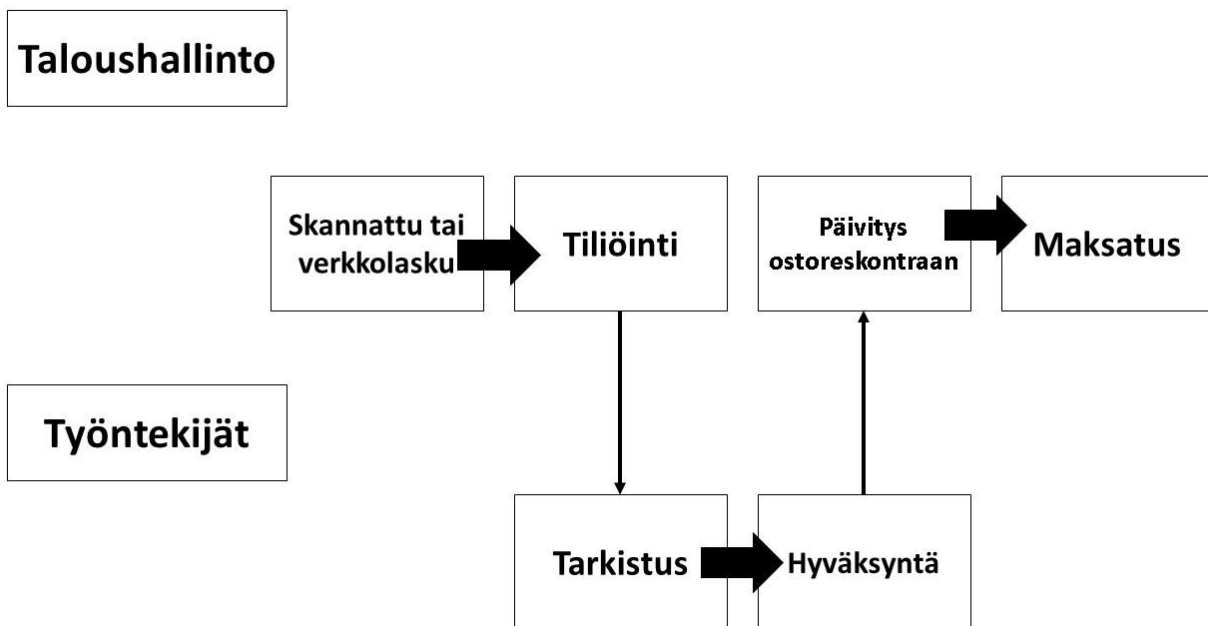 Taloushallinto
Skannattu tai
verkkolasku
Tiliöinti
Päivitys
ostoreskontraan
Maksatus
Työntekijät
Tarkistus
Hyväksyntä